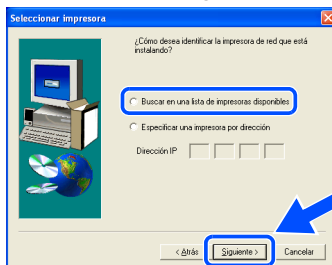 Seleccionar impresora
¿Cómo desea identificar la impresora de red que está
instalando?
Buscar en una lista de impresoras disponibles
Especificar una impresora por dirección
Dirección IP
< Atrás
Siguiente >
Cancelar